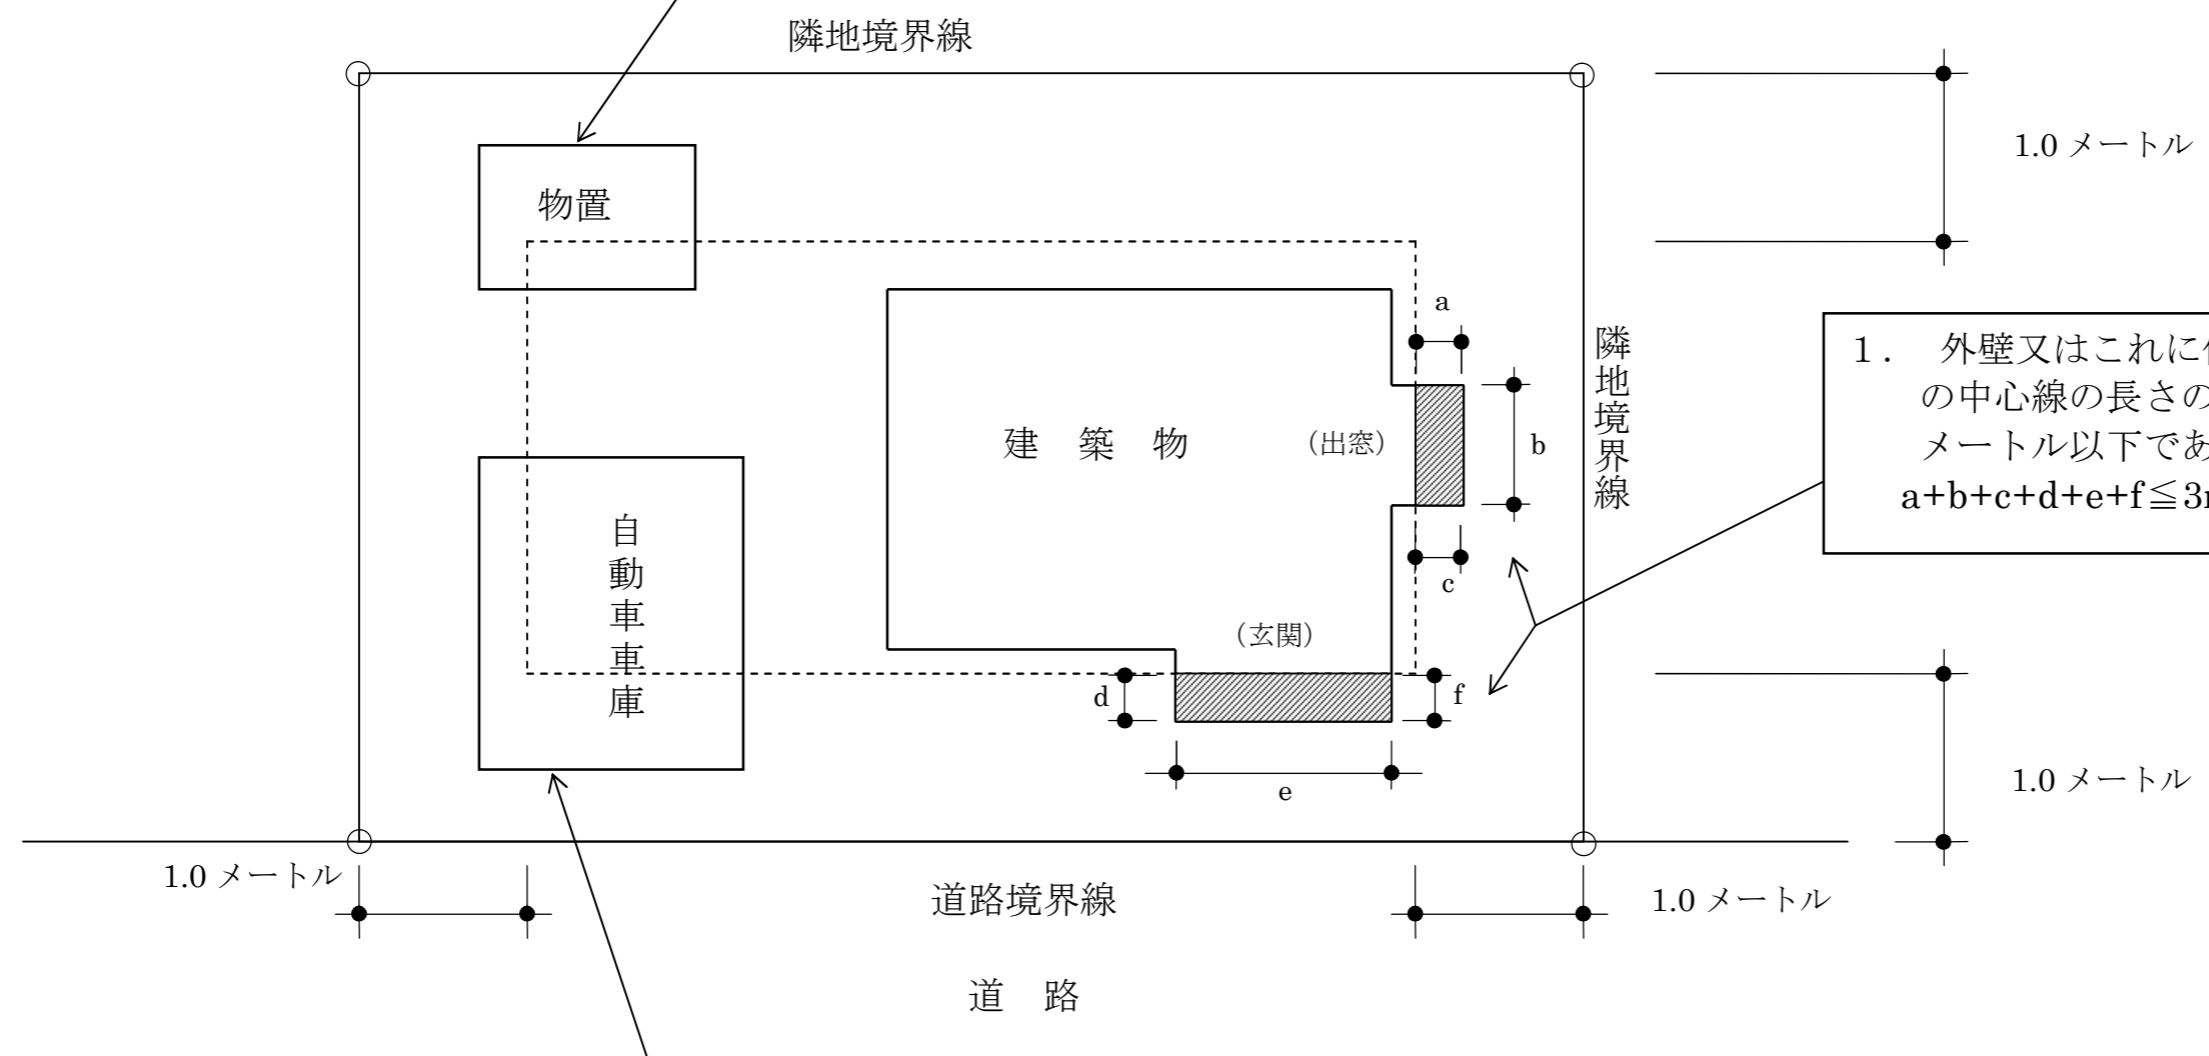 隣地境界線
1.0 メートル
物置
a
隣地境界線
1. 外壁又はこれに
の中心線の長さの
メートル以下であ
a+b+c+d+e+f≦3
建 築 物
(出窓)
b
自動車車庫
c
(玄関)
d
f
e
1.0 メートル
1.0 メートル
道路境界線
1.0 メートル
道 路